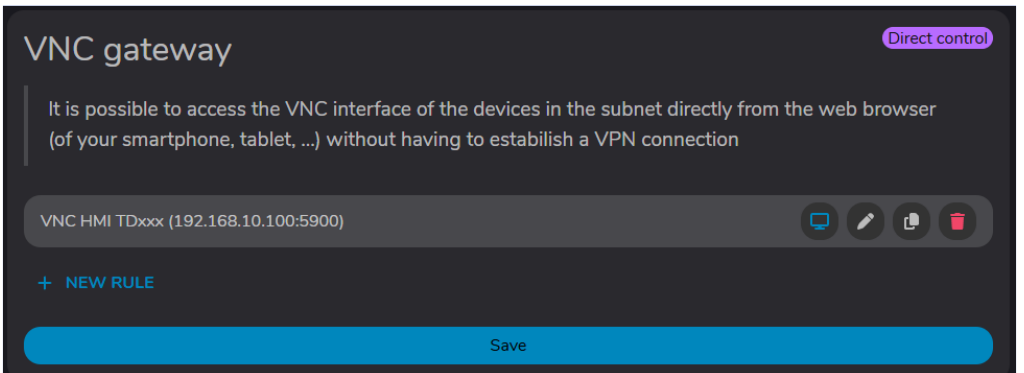 VNC gateway
Direct control
It is possible to access the VNC interface of the devices in the subnet directly from the web browser
(of your smartphone, tablet, ...) without having to estabilish a VPN connection
VNC HMI TDxxx (192.168.10.100:5900)
+ NEW RULE
Save